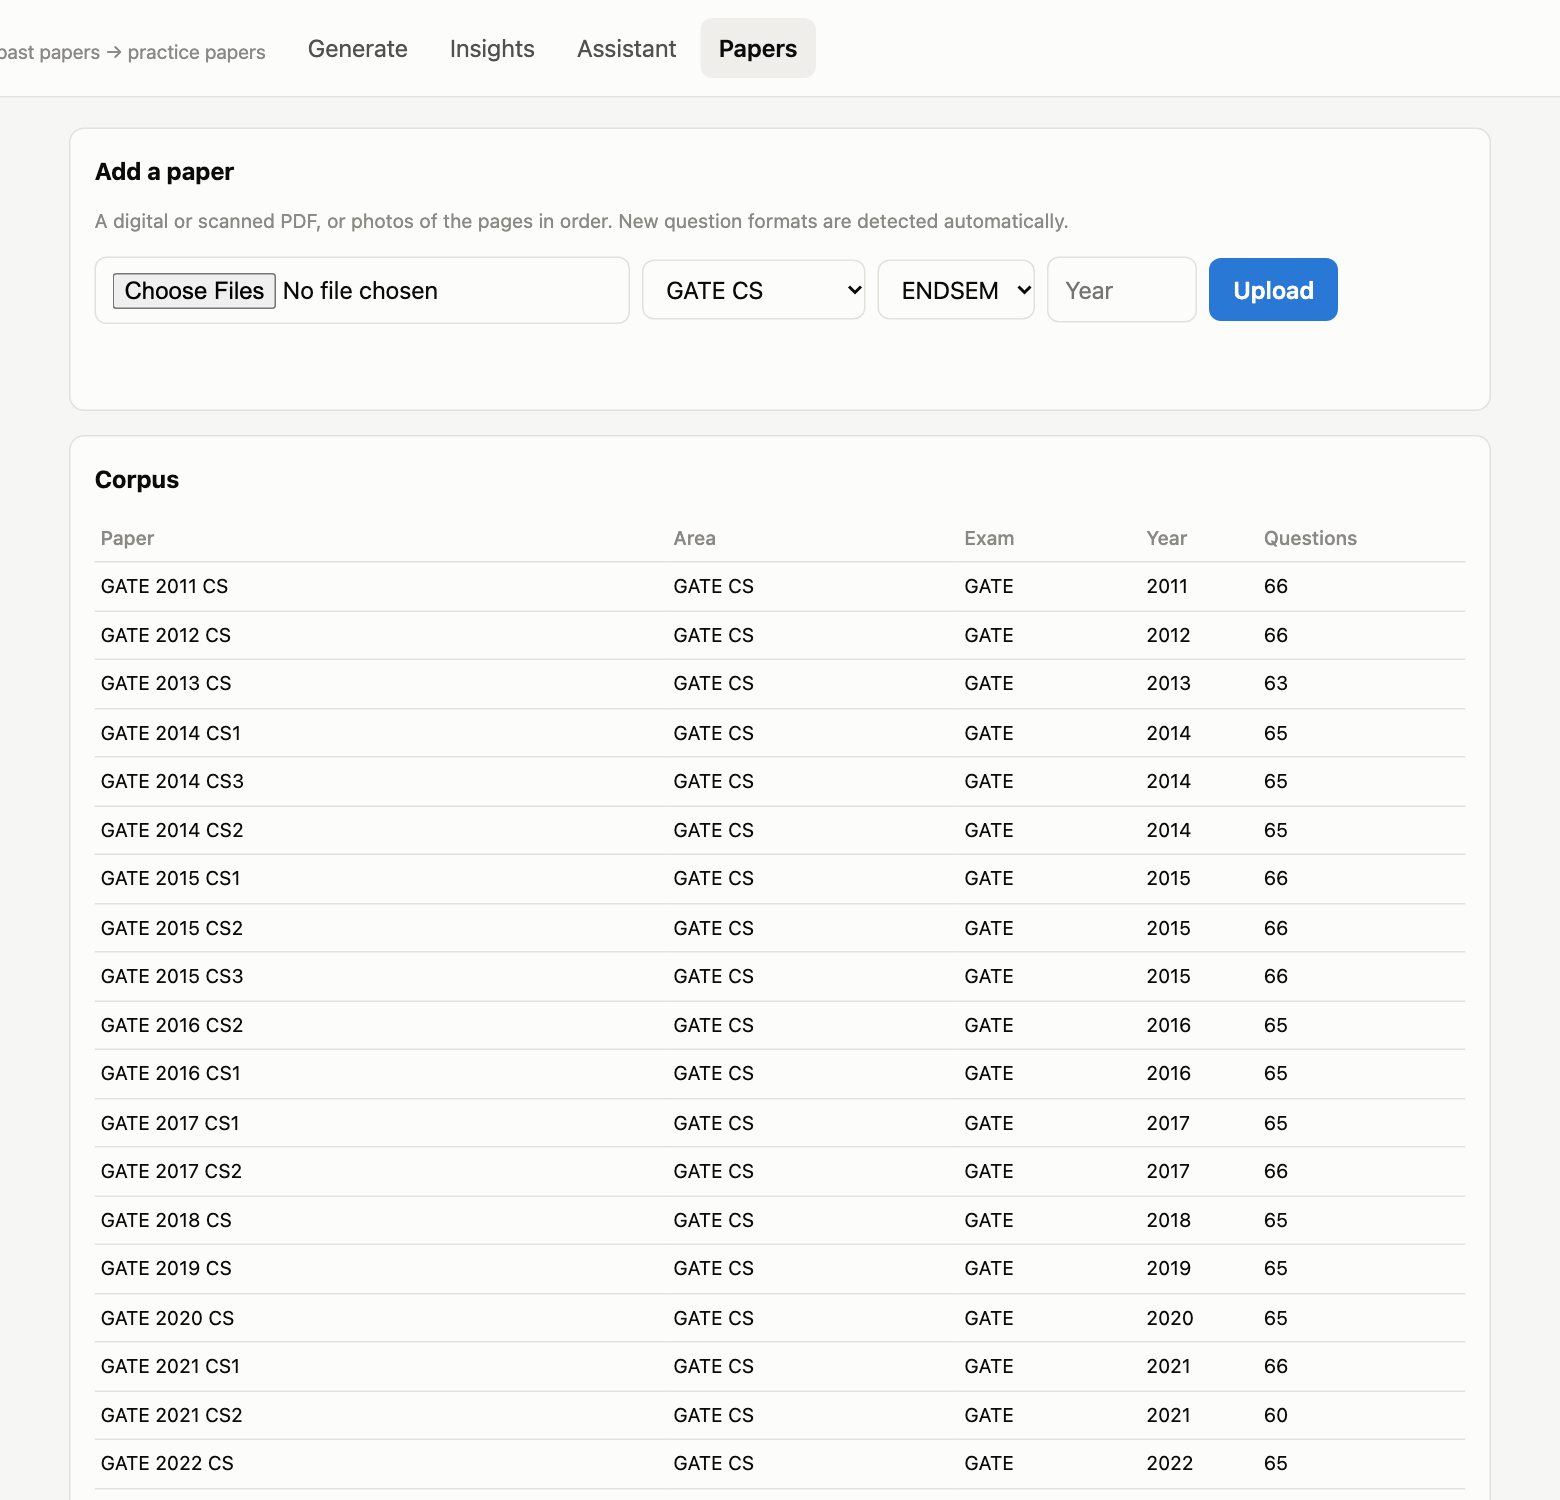 past papers → practice papers Generate Insights Assistant Papers
Add a paper
A digital or scanned PDF, or photos of the pages in order. New question formats are detected automatically.
Choose Files No file chosen GATE CS ENDSEM Year Upload
Corpus
Paper Area Exam Year Questions
GATE 2011 CS GATE CS GATE 2011 66
GATE 2012 CS GATE CS GATE 2012 66
GATE 2013 CS GATE CS GATE 2013 63
GATE 2014 CS1 GATE CS GATE 2014 65
GATE 2014 CS3 GATE CS GATE 2014 65
GATE 2014 CS2 GATE CS GATE 2014 65
GATE 2015 CS1 GATE CS GATE 2015 66
GATE 2015 CS2 GATE CS GATE 2015 66
GATE 2015 CS3 GATE CS GATE 2015 66
GATE 2016 CS2 GATE CS GATE 2016 65
GATE 2016 CS1 GATE CS GATE 2016 65
GATE 2017 CS1 GATE CS GATE 2017 65
GATE 2017 CS2 GATE CS GATE 2017 66
GATE 2018 CS GATE CS GATE 2018 65
GATE 2019 CS GATE CS GATE 2019 65
GATE 2020 CS GATE CS GATE 2020 65
GATE 2021 CS1 GATE CS GATE 2021 66
GATE 2021 CS2 GATE CS GATE 2021 60
GATE 2022 CS GATE CS GATE 2022 65